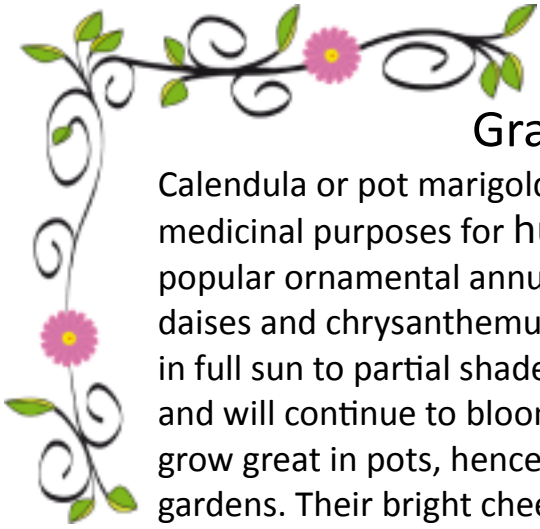 Gra
Calendula or pot marigold
medicinal purposes for hu
popular ornamental annu
daises and chrysanthemu
in full sun to partial shade
and will continue to bloom
grow great in pots, hence
gardens. Their bright chee